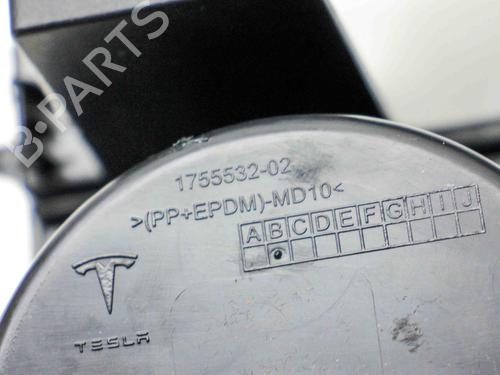 B-PARTS
1755532-02
>(PP+EPDM)-MD10<
A B C D E F G H I J
TESLA